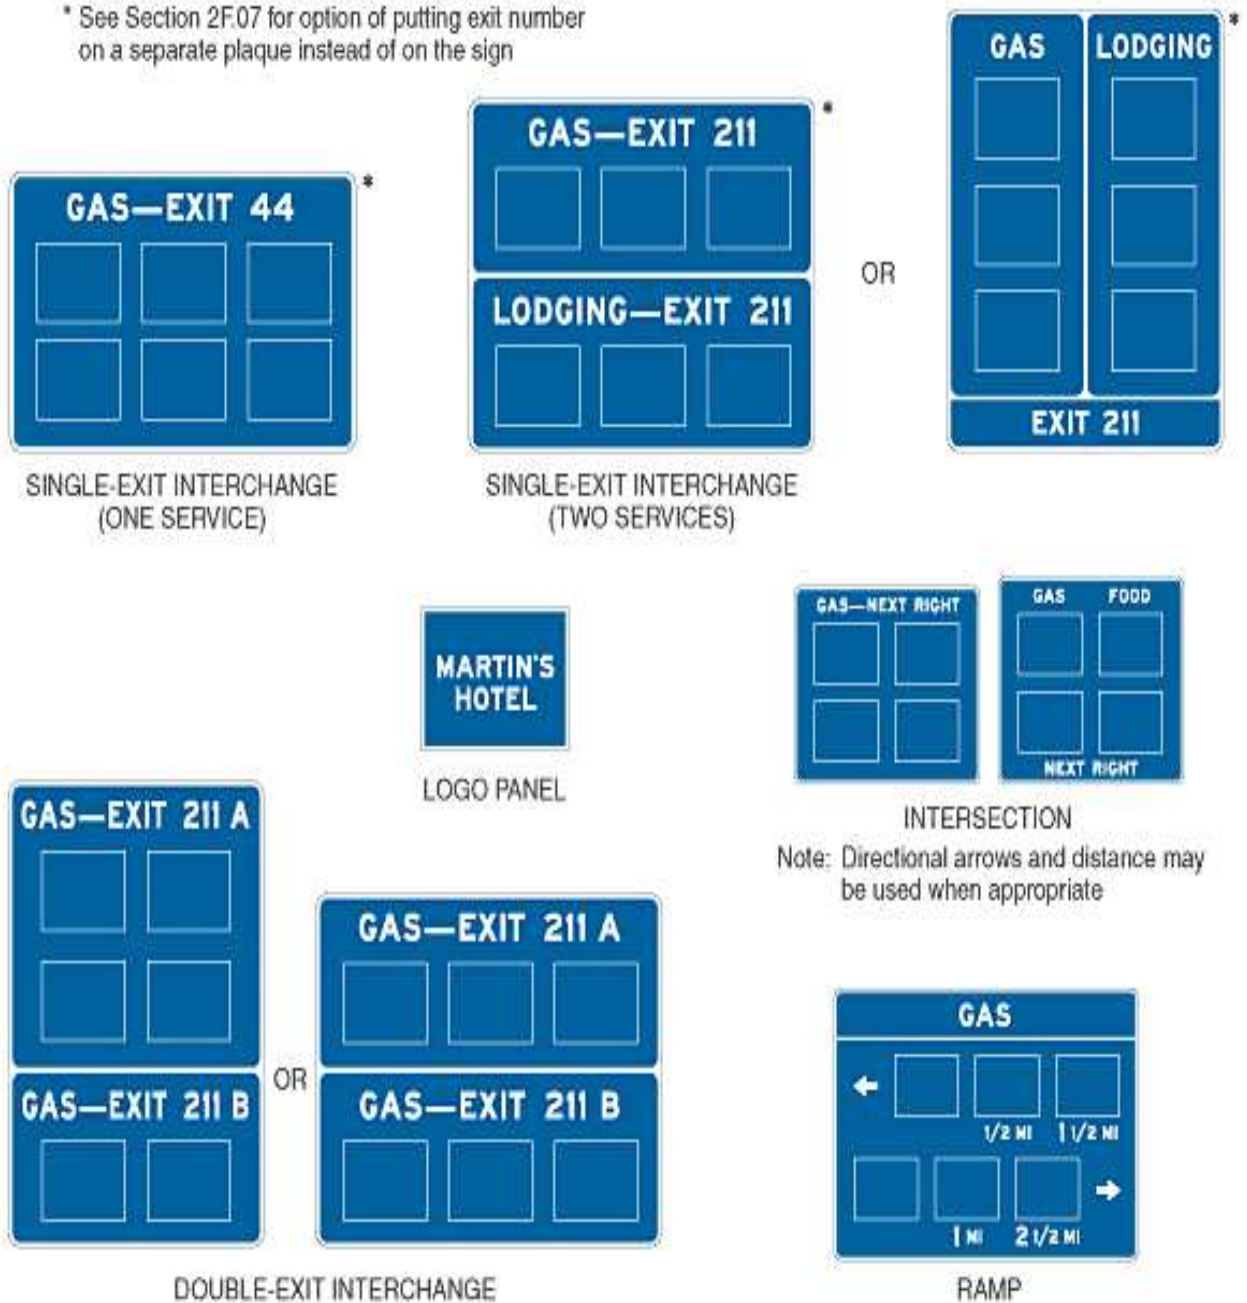 * See Section 2F.07 for option of putting exit number
on a separate plaque instead of on the sign
GAS—EXIT 44
*
SINGLE-EXIT INTERCHANGE
(ONE SERVICE)
GAS—EXIT 211
*
LODGING—EXIT 211
SINGLE-EXIT INTERCHANGE
(TWO SERVICES)
OR
GAS LODGING
*
EXIT 211
MARTIN'S
HOTEL
LOGO PANEL
GAS—NEXT RIGHT
GAS FOOD
NEXT RIGHT
INTERSECTION
Note: Directional arrows and distance may
be used when appropriate
GAS—EXIT 211 A
GAS—EXIT 211 B
OR
GAS—EXIT 211 A
GAS—EXIT 211 B
DOUBLE-EXIT INTERCHANGE
GAS
1/2 MI 1 1/2 MI
1 MI 2 1/2 MI
RAMP